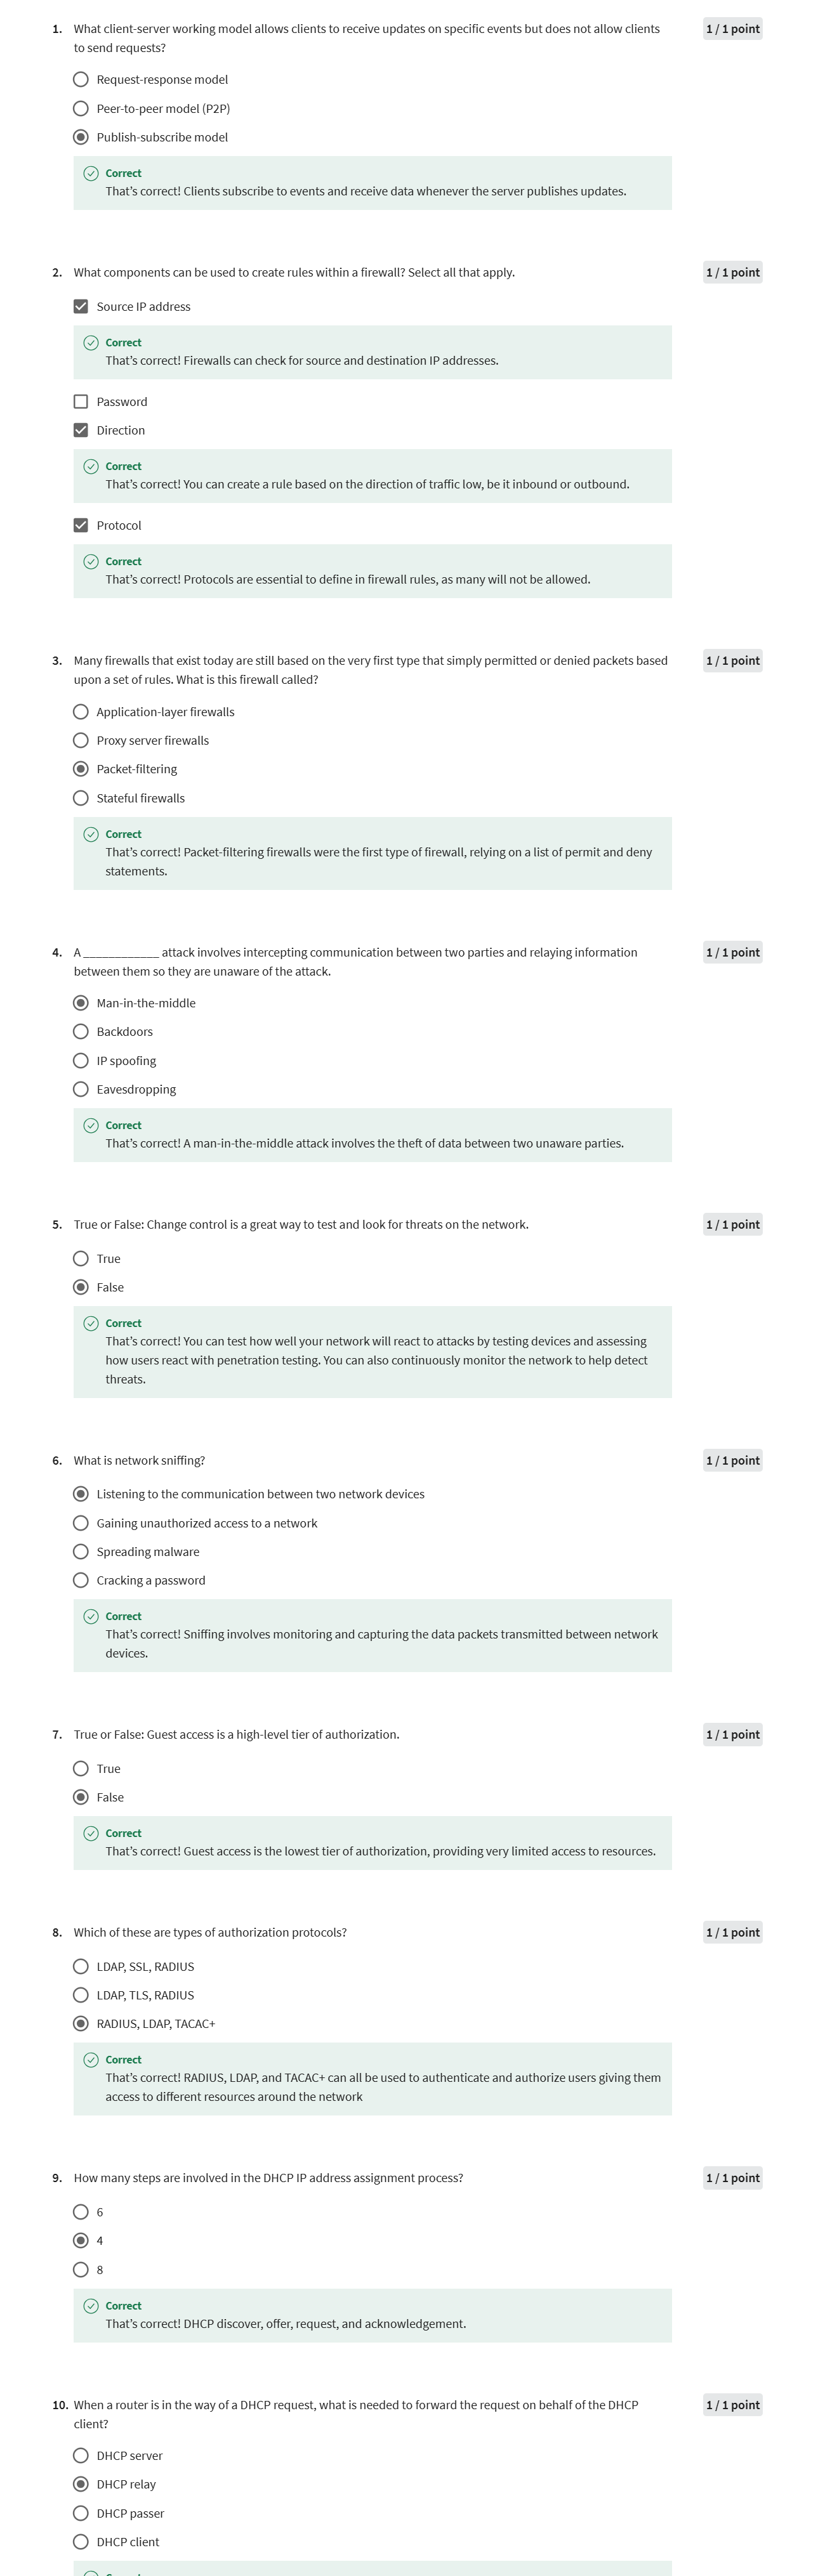 1. What client-server working model allows clients to receive updates on specific events but does not allow clients
to send requests?
1 / 1 point
Request-response model
Peer-to-peer model (P2P)
Publish-subscribe model
Correct
That's correct! Clients subscribe to events and receive data whenever the server publishes updates.
2. What components can be used to create rules within a firewall? Select all that apply.
1 / 1 point
Source IP address
Correct
That's correct! Firewalls can check for source and destination IP addresses.
Password
Direction
Correct
That's correct! You can create a rule based on the direction of traffic low, be it inbound or outbound.
Protocol
Correct
That's correct! Protocols are essential to define in firewall rules, as many will not be allowed.
3. Many firewalls that exist today are still based on the very first type that simply permitted or denied packets based
upon a set of rules. What is this firewall called?
1 / 1 point
Application-layer firewalls
Proxy server firewalls
Packet-filtering
Stateful firewalls
Correct
That's correct! Packet-filtering firewalls were the first type of firewall, relying on a list of permit and deny
statements.
4. A ____________ attack involves intercepting communication between two parties and relaying information
between them so they are unaware of the attack.
1 / 1 point
Man-in-the-middle
Backdoors
IP spoofing
Eavesdropping
Correct
That's correct! A man-in-the-middle attack involves the theft of data between two unaware parties.
5. True or False: Change control is a great way to test and look for threats on the network.
1 / 1 point
True
False
Correct
That's correct! You can test how well your network will react to attacks by testing devices and assessing
how users react with penetration testing. You can also continuously monitor the network to help detect
threats.
6. What is network sniffing?
1 / 1 point
Listening to the communication between two network devices
Gaining unauthorized access to a network
Spreading malware
Cracking a password
Correct
That's correct! Sniffing involves monitoring and capturing the data packets transmitted between network
devices.
7. True or False: Guest access is a high-level tier of authorization.
1 / 1 point
True
False
Correct
That's correct! Guest access is the lowest tier of authorization, providing very limited access to resources.
8. Which of these are types of authorization protocols?
1 / 1 point
LDAP, SSL, RADIUS
LDAP, TLS, RADIUS
RADIUS, LDAP, TACAC+
Correct
That's correct! RADIUS, LDAP, and TACAC+ can all be used to authenticate and authorize users giving them
access to different resources around the network
9. How many steps are involved in the DHCP IP address assignment process?
1 / 1 point
6
4
8
Correct
That's correct! DHCP discover, offer, request, and acknowledgement.
10. When a router is in the way of a DHCP request, what is needed to forward the request on behalf of the DHCP
client?
1 / 1 point
DHCP server
DHCP relay
DHCP passer
DHCP client